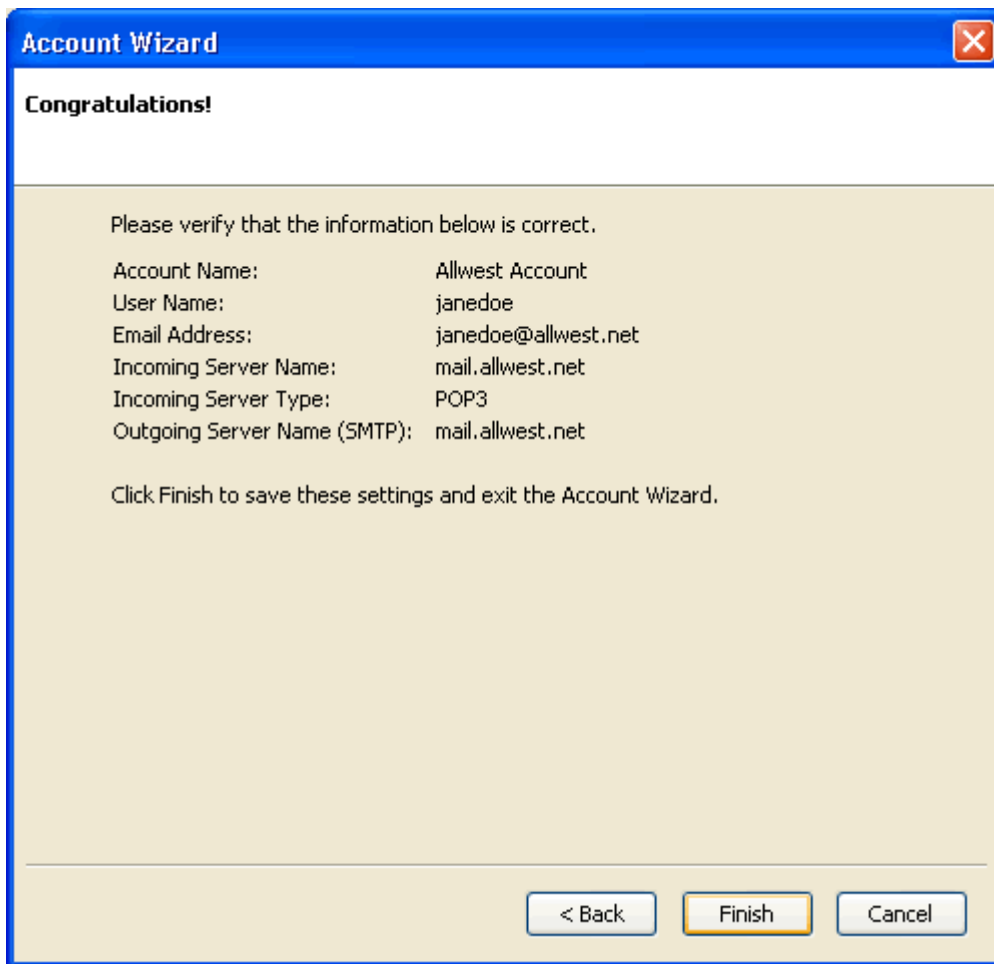 Account Wizard
Congratulations!
Please verify that the information below is correct.
Account Name: Allwest Account
User Name: janedoe
Email Address: janedoe@allwest.net
Incoming Server Name: mail.allwest.net
Incoming Server Type: POP3
Outgoing Server Name (SMTP): mail.allwest.net
Click Finish to save these settings and exit the Account Wizard.
< Back Finish Cancel